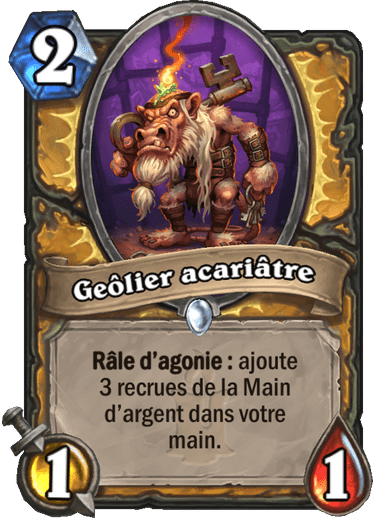 2
Geôlier acariâtre
Râle d'agonie : ajoute
3 recrues de la Main
d'argent dans votre
main.
1
1